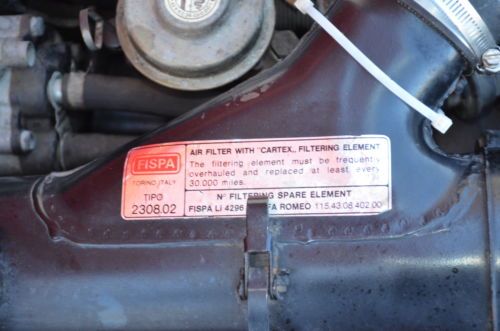 FISPA
TORINO ITALY
TIPO
2308.02
AIR FILTER WITH "CARTEX" FILTERING ELEMENT
The filtering element must be frequently
overhauled and replaced at least every
30.000 miles.
N° FILTERING SPARE ELEMENT
FISPA Li 4296 FA ROMEO 115.43.08.402.00